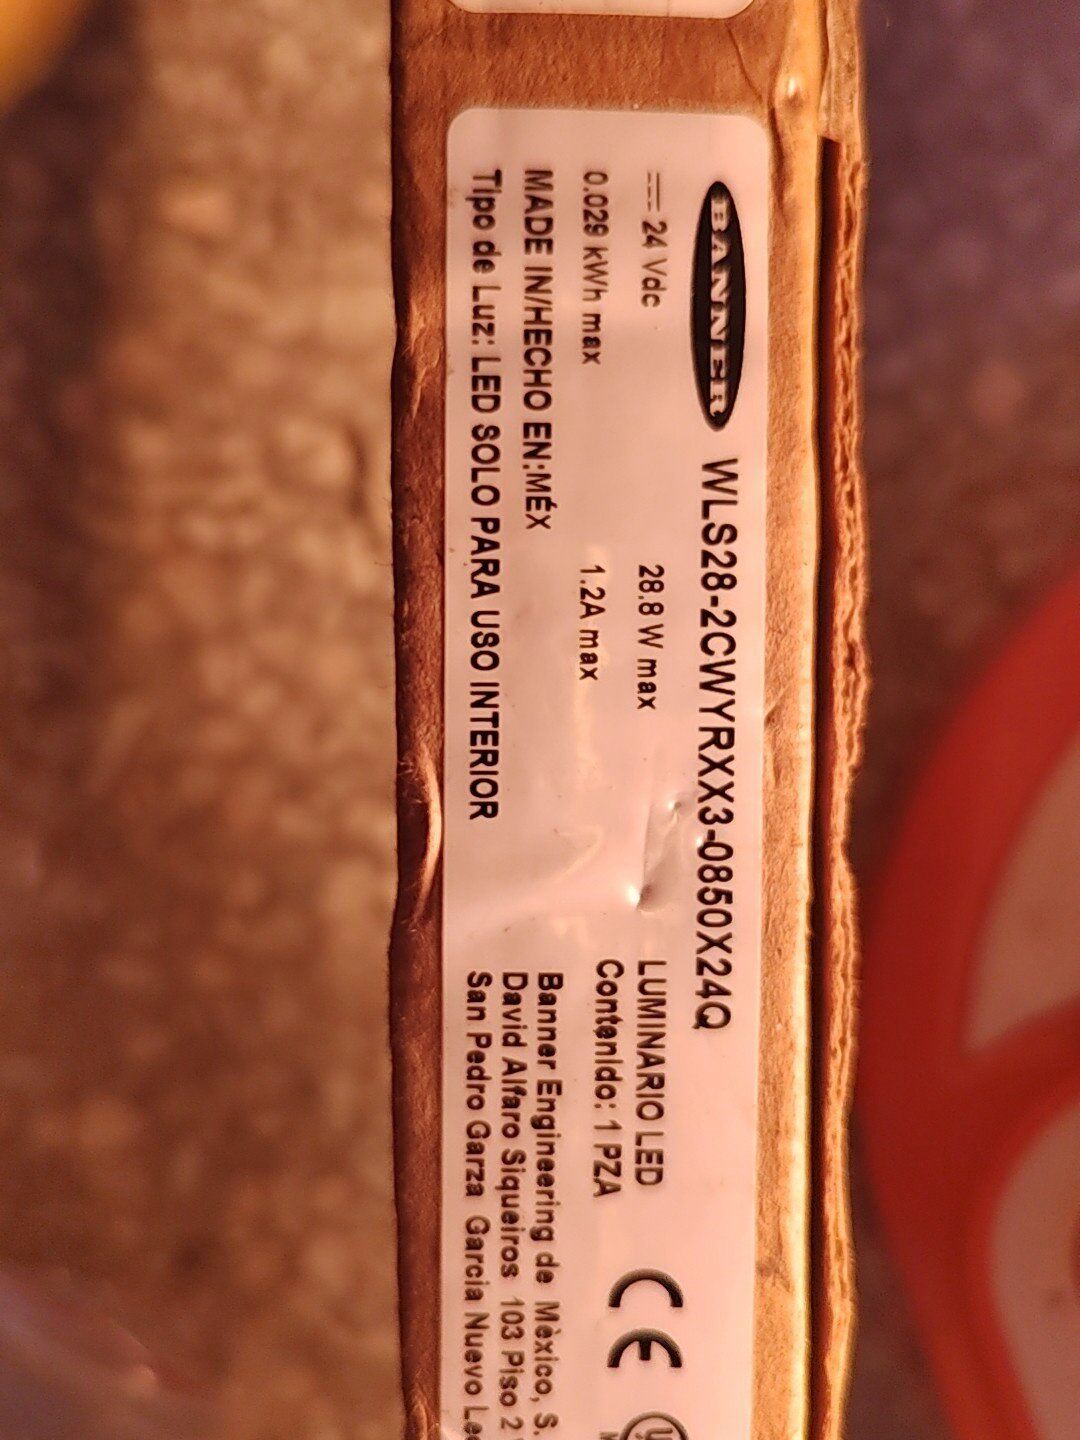 BANNER WLS28-2CWYRXX3-0850X24Q
24 Vdc 28.8 W max
0.029 kWh max 1.2A max
MADE IN/HECHO EN:MÉX
Tipo de Luz: LED SOLO PARA USO INTERIOR
LUMINARIO LED
Contenido: 1 PZA
Banner Engineering de Mèxico, S.
David Alfaro Siqueiros 103 Piso 2
San Pedro Garza Garcia Nuevo
CE